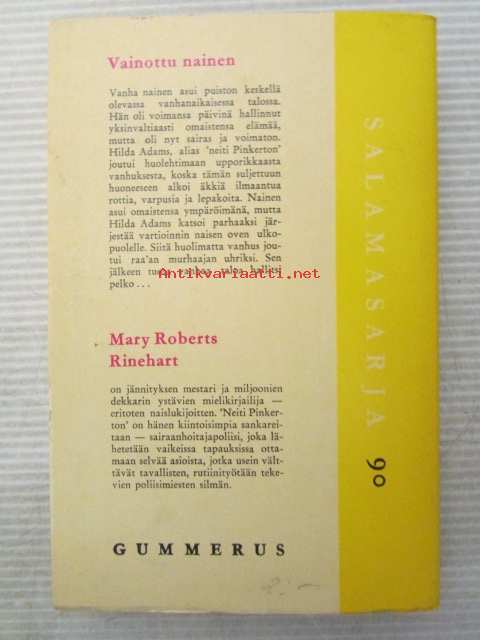 Vainottu nainen
Vanha nainen asui puiston keskellä
olevassa vanhanaikaisessa talossa.
Hän oli voimansa päivinä hallinnut
yksinvaltiaasti omaistensa elämää,
mutta oli nyt sairas ja voimaton.
Hilda Adams, alias 'neiti Pinkerton'
joutui huolehtimaan upporikkaasta
vanhuksesta, koska tämän suljettuun
huoneeseen alkoi äkkiä ilmaantua
rottia, varpusia ja lepakoita. Nainen
asui omaistensa ympäröimänä, mutta
Hilda Adams katsoi parhaaksi jär-
jestää vartioinnin naisen oven ulko-
puolelle. Siitä huolimatta vanhus jou-
tui raa'an murhaajan uhriksi. Sen
jälkeen tuota vanhaa taloa hallitsi
pelko...
Antikvariaatti.net
Mary Roberts
Rinehart
on jännityksen mestari ja miljoonien
dekkarin ystävien mielikirjailija —
eritoten naislukijoitten. 'Neiti Pinker-
ton' on hänen kiintoisimpia sankarei-
taan — sairaanhoitajapoliisi, joka lä-
hetetään vaikeissa tapauksissa otta-
maan selvää asioista, jotka usein vält-
tävät tavallisten, rutiinityötään teke-
vien poliisimiesten silmän.
GUMMERUS
SALAMASARJA 90